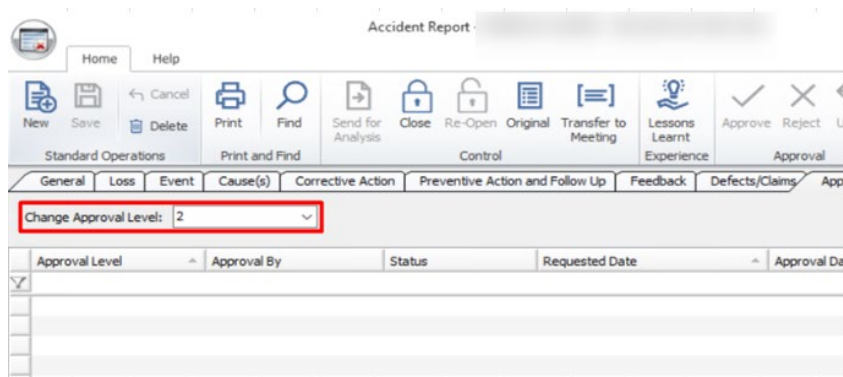 Accident Report -
Home Help
New Save Cancel Delete Print Find Send for Analysis Close Re-Open Original Transfer to Meeting Lessons Learnt Approve Reject
Standard Operations Print and Find Control Experience Approval
General Loss Event Cause(s) Corrective Action Preventive Action and Follow Up Feedback Defects/Claims
Change Approval Level: 2
Approval Level Approval By Status Requested Date Approval Da